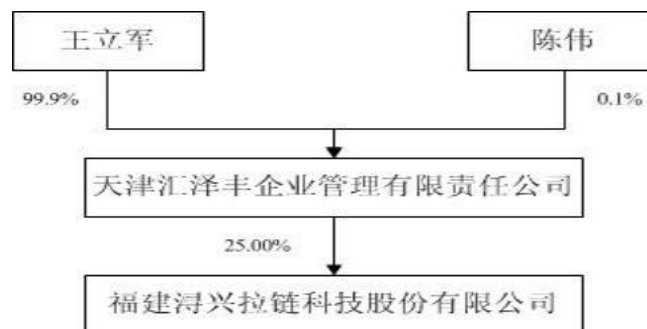 王立军
陈伟
99.9%
0.1%
天津汇泽丰企业管理有限责任公司
25.00%
福建浔兴拉链科技股份有限公司